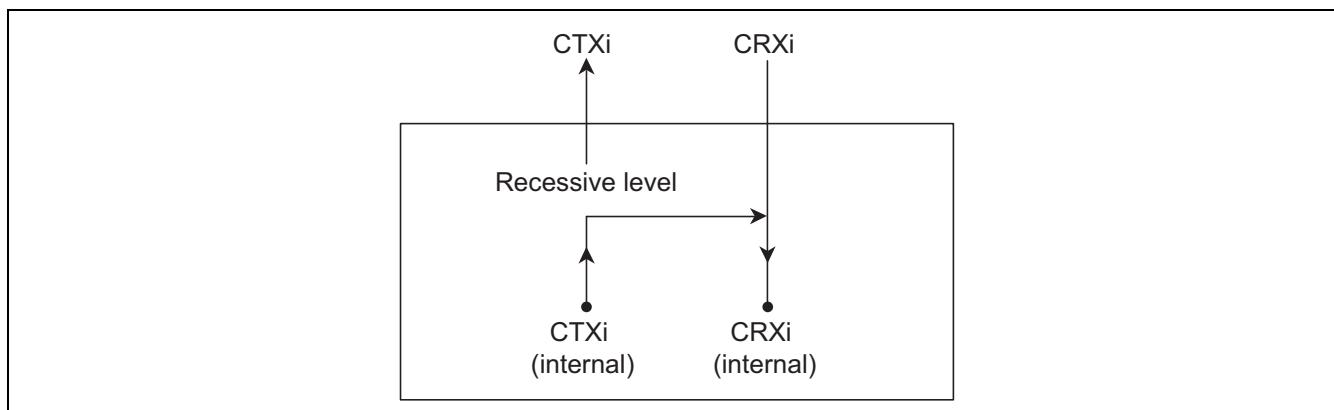 CTXi CRXi
Recessive level
CTXi CRXi
(internal) (internal)